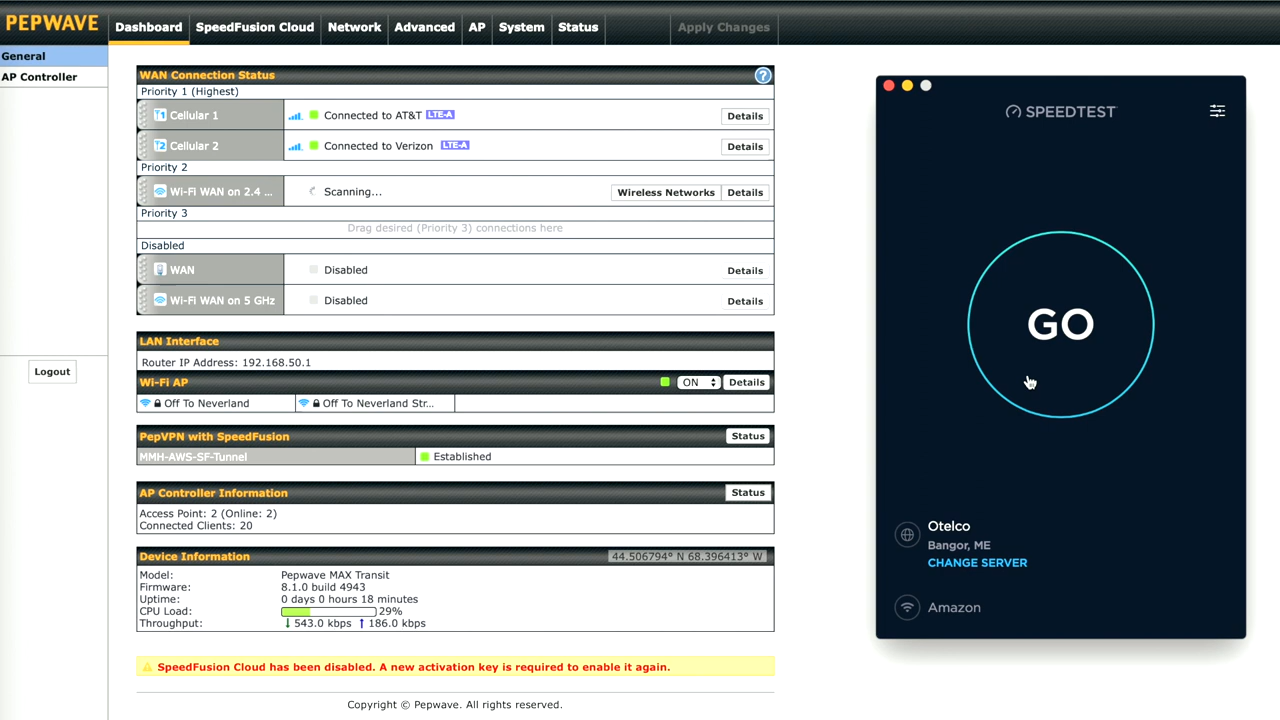 PEPWAVE
Dashboard SpeedFusion Cloud Network Advanced AP System Status Apply Changes
General
AP Controller
Logout
WAN Connection Status ?
Priority 1 (Highest)
1 Cellular 1 Connected to AT&T LTE-A Details
2 Cellular 2 Connected to Verizon LTE-A Details
Priority 2
Wi-Fi WAN on 2.4 ... Scanning... Wireless Networks Details
Priority 3
Drag desired (Priority 3) connections here
Disabled
WAN Disabled Details
Wi-Fi WAN on 5 GHz Disabled Details
LAN Interface
Router IP Address: 192.168.50.1
Wi-Fi AP ON Details
Off To Neverland Off To Neverland Str...
PepVPN with SpeedFusion Status
MMH-AWS-SF-Tunnel Established
AP Controller Information Status
Access Point: 2 (Online: 2)
Connected Clients: 20
Device Information 44.506794° N 68.396413° W
Model: Pepwave MAX Transit
Firmware: 8.1.0 build 4943
Uptime: 0 days 0 hours 18 minutes
CPU Load: 29%
Throughput: ↓ 543.0 kbps ↑ 186.0 kbps
SpeedFusion Cloud has been disabled. A new activation key is required to enable it again.
Copyright © Pepwave. All rights reserved.
SPEEDTEST
GO
Otelco
Bangor, ME
CHANGE SERVER
Amazon